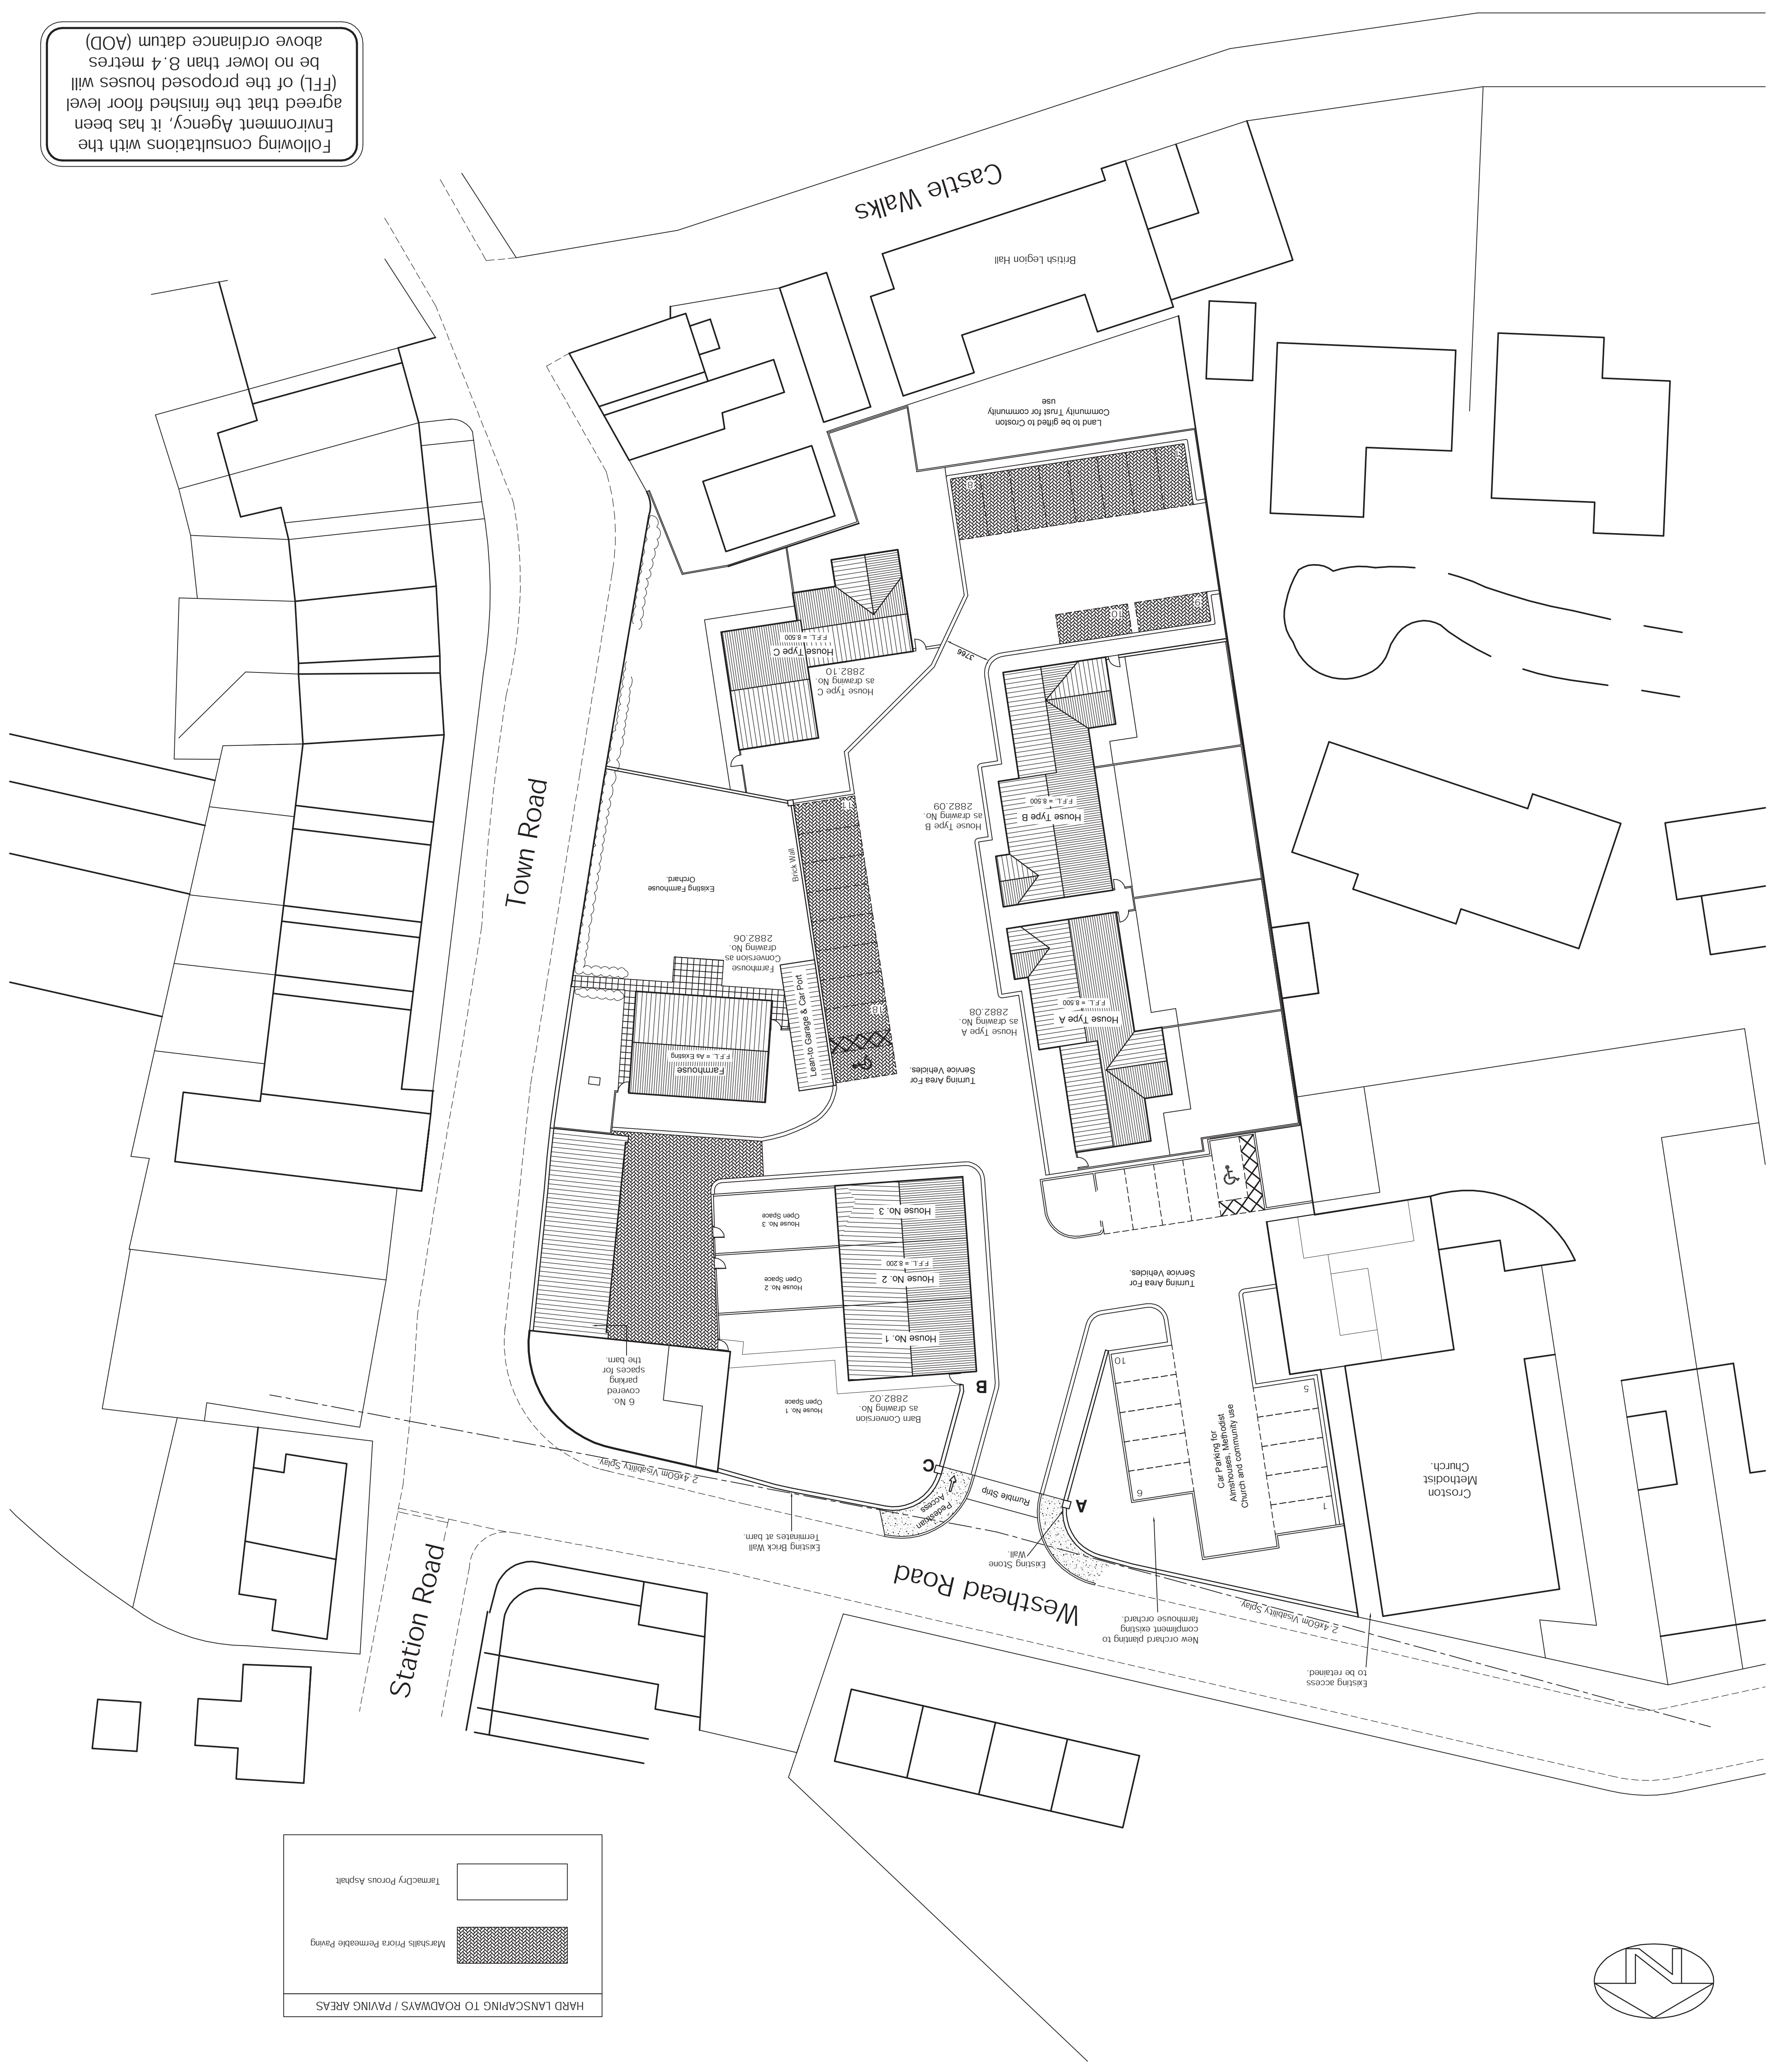 HARD LANDSCAPING TO ROADWAYS / PAVING AREAS
Marshalls Priora Permeable Paving
TarmacDry Porous Asphalt
N
Station Road
Existing access
to be retained.
New orchard planting to
compliment existing
farmhouse orchard.
2.4x60m Visability Splay.
Westhead Road
Existing Stone
Wall.
Existing Brick Wall
Terminates at barn.
Pedestrian
Access
Rumble Strip
A
C
B
2.4x60m Visability Splay.
Croston
Methodist
Church.
Car Parking for
Almshouses, Methodist
Church and community use
1
5
6
10
Barn Conversion
as drawing No.
2882.02
House No. 1
Open Space
6 No.
covered
parking
spaces for
the barn.
House No. 1
House No. 2
F.F.L. = 8.200
House No. 3
House No. 2
Open Space
House No. 3
Open Space
Turning Area For
Service Vehicles.
Turning Area For
Service Vehicles.
Farmhouse
F.F.L. = As Existing
Lean-to Garage & Car Port
House Type A
F.F.L. = 8.500
House Type A
as drawing No.
2882.08
Farmhouse
Conversion as
drawing No.
2882.06
18
Existing Farmhouse
Orchard.
Brick Wall
Town Road
House Type B
F.F.L. = 8.500
House Type B
as drawing No.
2882.09
11
House Type C
as drawing No.
2882.10
House Type C
F.F.L. = 8.500
3766
10
9
8
Land to be gifted to Croston
Community Trust for community
use
British Legion Hall
Castle Walks
Following consultations with the
Environment Agency, it has been
agreed that the finished floor level
(FFL) of the proposed houses will
be no lower than 8.4 metres
above ordinance datum (AOD)